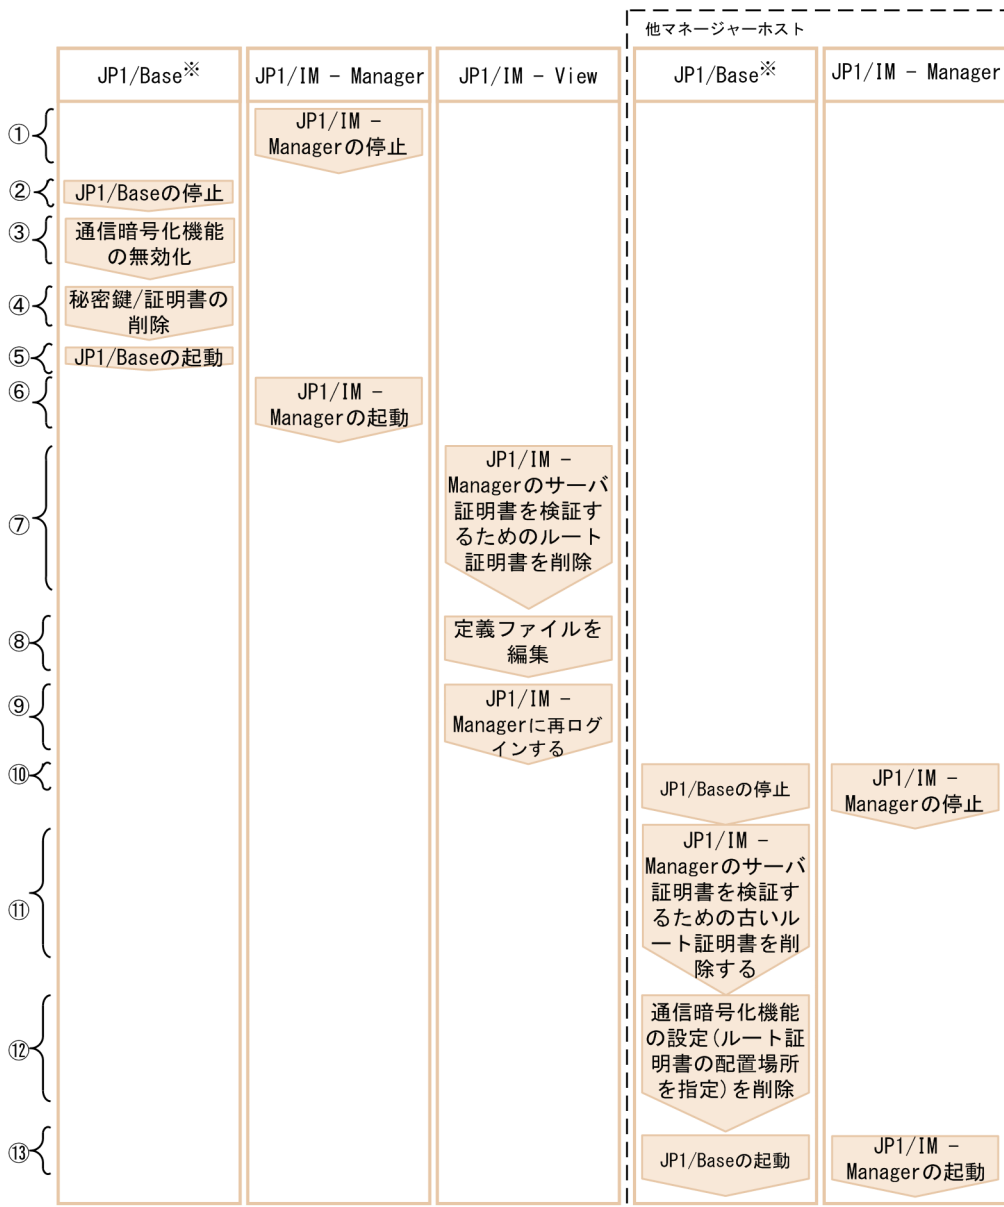 他マネージャーホスト
JP1/Base※
JP1/IM - Manager
JP1/IM - View
JP1/Base※
JP1/IM - Manager
①
JP1/IM -
Managerの停止
②
JP1/Baseの停止
③
通信暗号化機能
の無効化
④
秘密鍵/証明書の
削除
⑤
JP1/Baseの起動
⑥
JP1/IM -
Managerの起動
⑦
JP1/IM -
Managerのサーバ
証明書を検証す
るためのルート
証明書を削除
⑧
定義ファイルを
編集
⑨
JP1/IM -
Managerに再ログ
インする
⑩
JP1/Baseの停止
JP1/IM -
Managerの停止
⑪
JP1/IM -
Managerのサーバ
証明書を検証す
るための古いル
ート証明書を削
除する
⑫
通信暗号化機能
の設定(ルート証
明書の配置場所
を指定)を削除
⑬
JP1/Baseの起動
JP1/IM -
Managerの起動